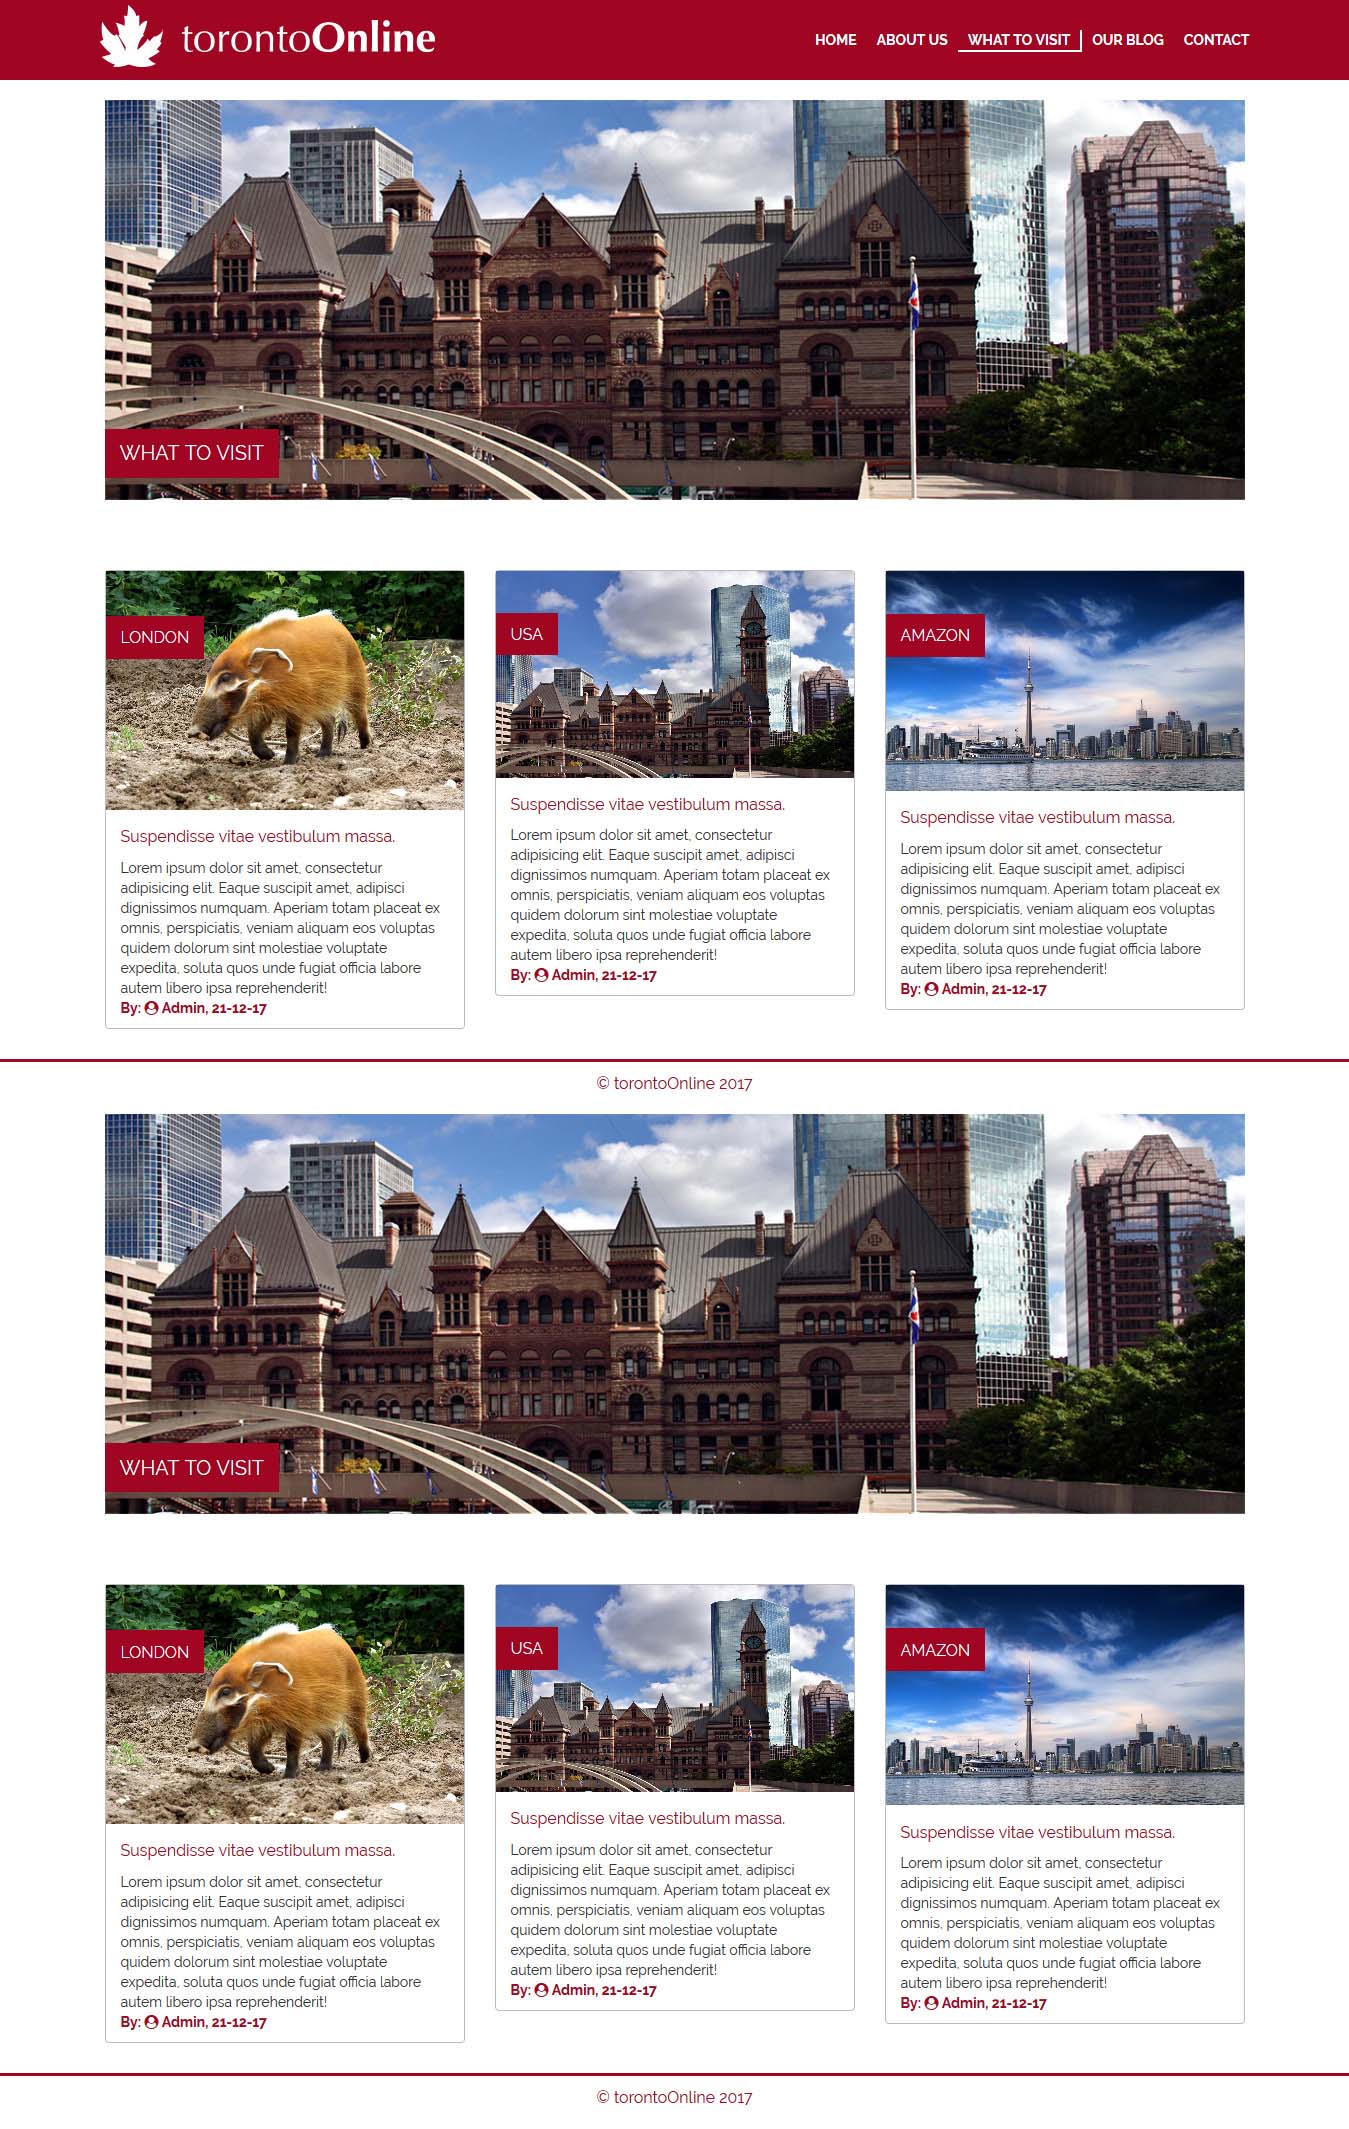 torontoOnline
HOME ABOUT US WHAT TO VISIT OUR BLOG CONTACT
WHAT TO VISIT
LONDON
Suspendisse vitae vestibulum massa.
Lorem ipsum dolor sit amet, consectetur
adipisicing elit. Eaque suscipit amet, adipisci
dignissimos numquam. Aperiam totam placeat ex
omnis, perspiciatis, veniam aliquam eos voluptas
quidem dolorum sint molestiae voluptate
expedita, soluta quos unde fugiat officia labore
autem libero ipsa reprehenderit!
By: Admin, 21-12-17
USA
Suspendisse vitae vestibulum massa.
Lorem ipsum dolor sit amet, consectetur
adipisicing elit. Eaque suscipit amet, adipisci
dignissimos numquam. Aperiam totam placeat ex
omnis, perspiciatis, veniam aliquam eos voluptas
quidem dolorum sint molestiae voluptate
expedita, soluta quos unde fugiat officia labore
autem libero ipsa reprehenderit!
By: Admin, 21-12-17
AMAZON
Suspendisse vitae vestibulum massa.
Lorem ipsum dolor sit amet, consectetur
adipisicing elit. Eaque suscipit amet, adipisci
dignissimos numquam. Aperiam totam placeat ex
omnis, perspiciatis, veniam aliquam eos voluptas
quidem dolorum sint molestiae voluptate
expedita, soluta quos unde fugiat officia labore
autem libero ipsa reprehenderit!
By: Admin, 21-12-17
© torontoOnline 2017
WHAT TO VISIT
LONDON
Suspendisse vitae vestibulum massa.
Lorem ipsum dolor sit amet, consectetur
adipisicing elit. Eaque suscipit amet, adipisci
dignissimos numquam. Aperiam totam placeat ex
omnis, perspiciatis, veniam aliquam eos voluptas
quidem dolorum sint molestiae voluptate
expedita, soluta quos unde fugiat officia labore
autem libero ipsa reprehenderit!
By: Admin, 21-12-17
USA
Suspendisse vitae vestibulum massa.
Lorem ipsum dolor sit amet, consectetur
adipisicing elit. Eaque suscipit amet, adipisci
dignissimos numquam. Aperiam totam placeat ex
omnis, perspiciatis, veniam aliquam eos voluptas
quidem dolorum sint molestiae voluptate
expedita, soluta quos unde fugiat officia labore
autem libero ipsa reprehenderit!
By: Admin, 21-12-17
AMAZON
Suspendisse vitae vestibulum massa.
Lorem ipsum dolor sit amet, consectetur
adipisicing elit. Eaque suscipit amet, adipisci
dignissimos numquam. Aperiam totam placeat ex
omnis, perspiciatis, veniam aliquam eos voluptas
quidem dolorum sint molestiae voluptate
expedita, soluta quos unde fugiat officia labore
autem libero ipsa reprehenderit!
By: Admin, 21-12-17
© torontoOnline 2017